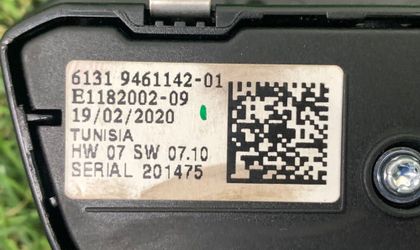 6131 9461142-01
E1182002-09
19/02/2020
TUNISIA
HW 07 SW 07.10
SERIAL 201475